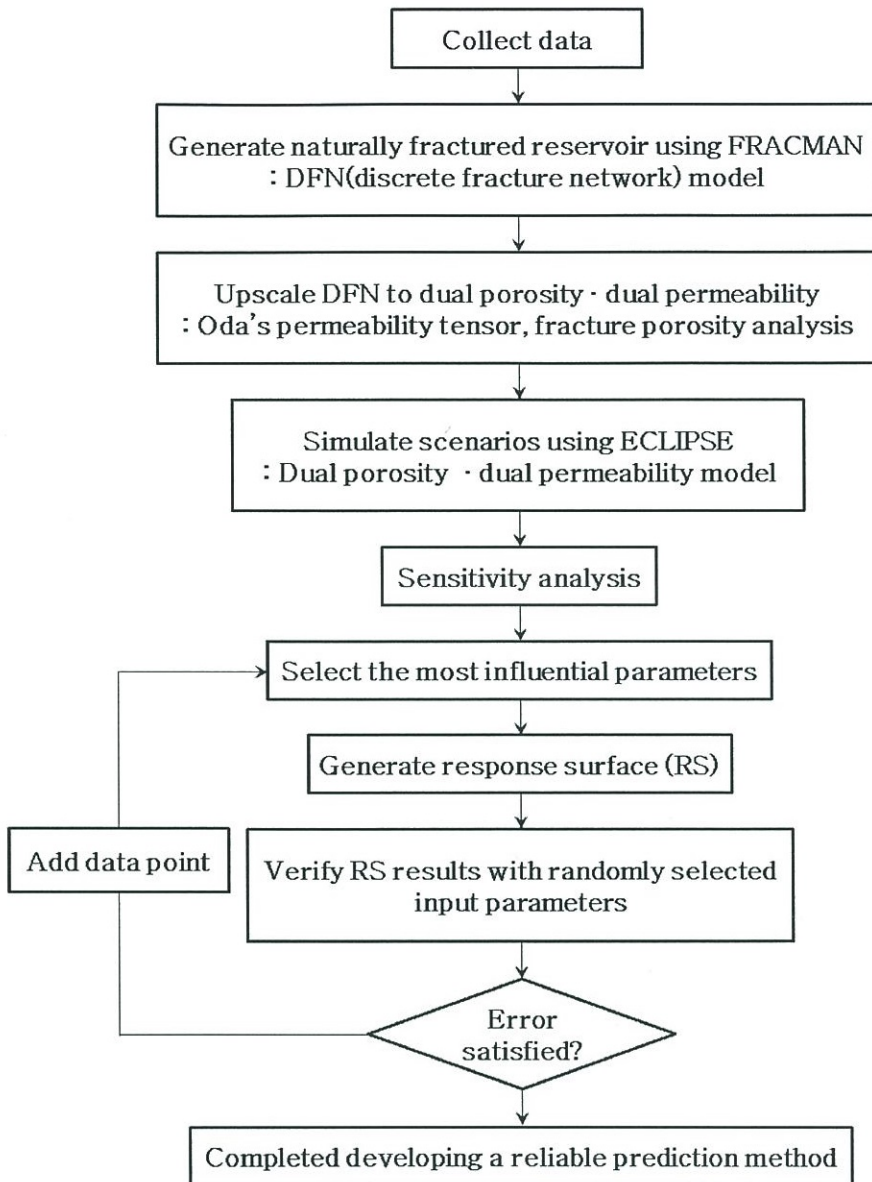 Collect data
Generate naturally fractured reservoir using FRACMAN
: DFN(discrete fracture network) model
Upscale DFN to dual porosity · dual permeability
: Oda's permeability tensor, fracture porosity analysis
Simulate scenarios using ECLIPSE
: Dual porosity · dual permeability model
Sensitivity analysis
Select the most influential parameters
Generate response surface (RS)
Add data point
Verify RS results with randomly selected
input parameters
Error
satisfied?
Completed developing a reliable prediction method